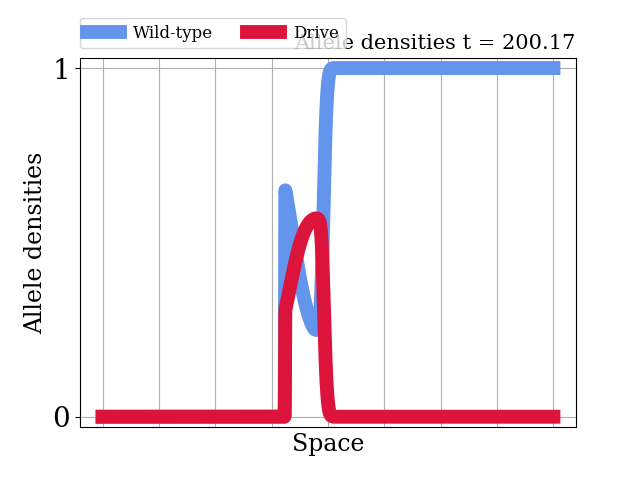 Wild-type Drive
Allele densities t = 200.17
1
Allele densities
0
Space